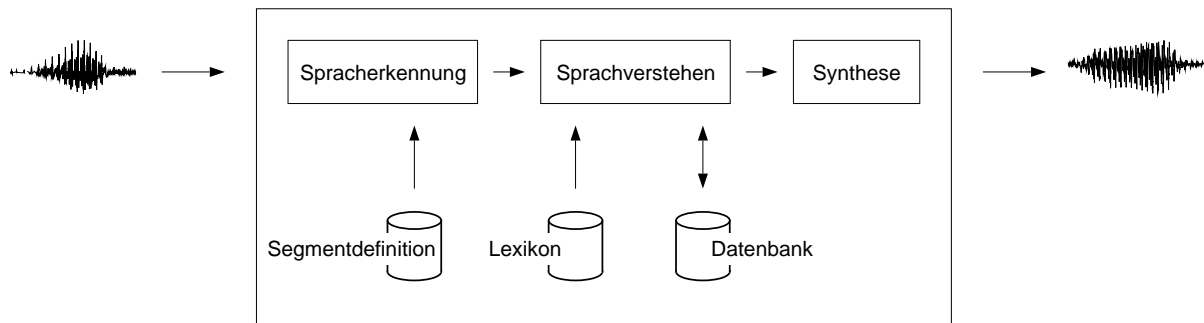 Spracherkennung Sprachverstehen Synthese
Segmentdefinition Lexikon Datenbank